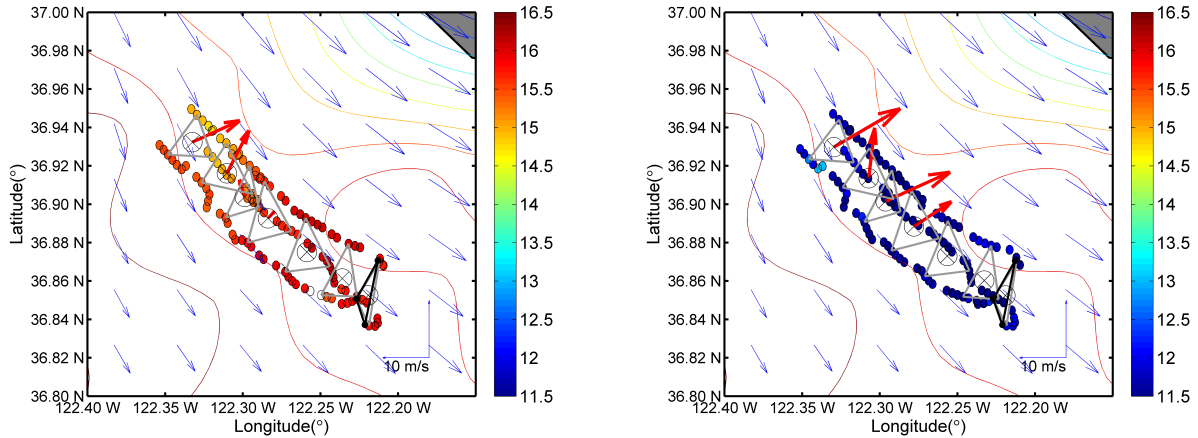 37.00 N
36.98 N
36.96 N
36.94 N
36.92 N
36.90 N
36.88 N
36.86 N
36.84 N
36.82 N
36.80 N
Latitude(°)
122.40 W 122.35 W 122.30 W 122.25 W 122.20 W
Longitude(°)
10 m/s
16.5
16
15.5
15
14.5
14
13.5
13
12.5
12
11.5
37.00 N
36.98 N
36.96 N
36.94 N
36.92 N
36.90 N
36.88 N
36.86 N
36.84 N
36.82 N
36.80 N
Latitude(°)
122.40 W 122.35 W 122.30 W 122.25 W 122.20 W
Longitude(°)
10 m/s
16.5
16
15.5
15
14.5
14
13.5
13
12.5
12
11.5